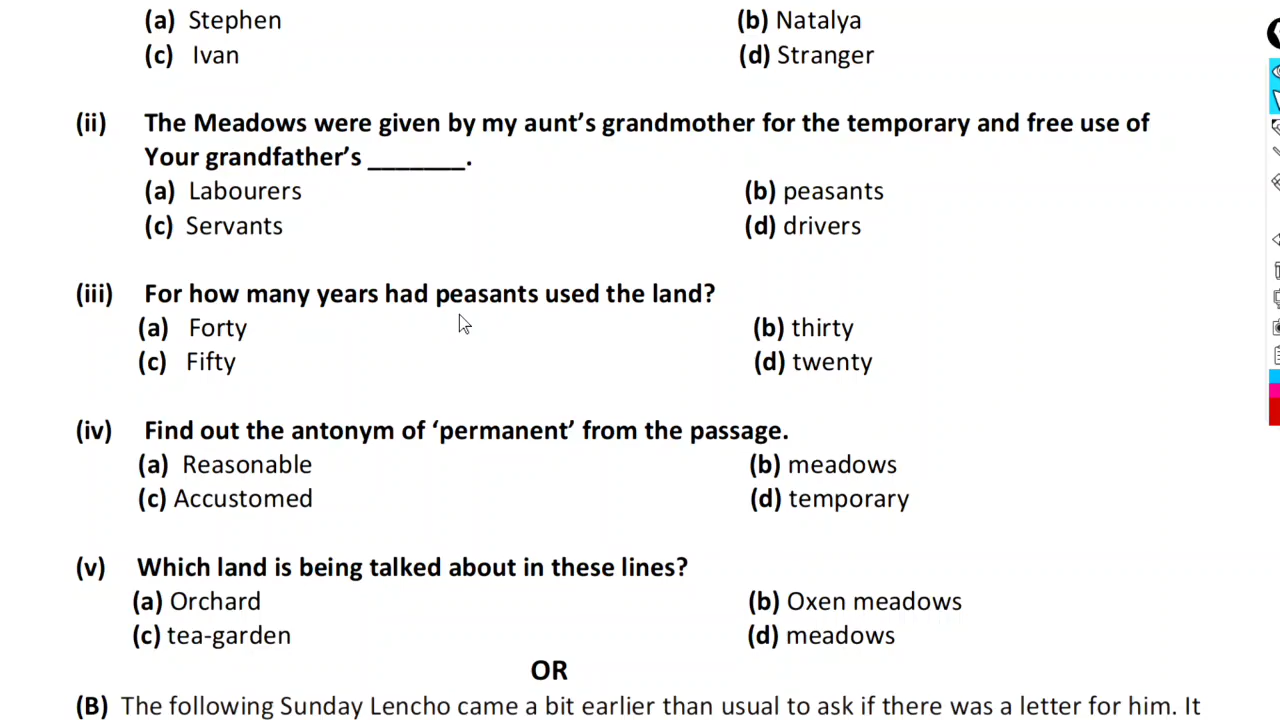 (a) Stephen (b) Natalya
(c) Ivan (d) Stranger
(ii) The Meadows were given by my aunt’s grandmother for the temporary and free use of
Your grandfather’s _______.
(a) Labourers (b) peasants
(c) Servants (d) drivers
(iii) For how many years had peasants used the land?
(a) Forty (b) thirty
(c) Fifty (d) twenty
(iv) Find out the antonym of ‘permanent’ from the passage.
(a) Reasonable (b) meadows
(c) Accustomed (d) temporary
(v) Which land is being talked about in these lines?
(a) Orchard (b) Oxen meadows
(c) tea-garden (d) meadows
OR
(B) The following Sunday Lencho came a bit earlier than usual to ask if there was a letter for him. It